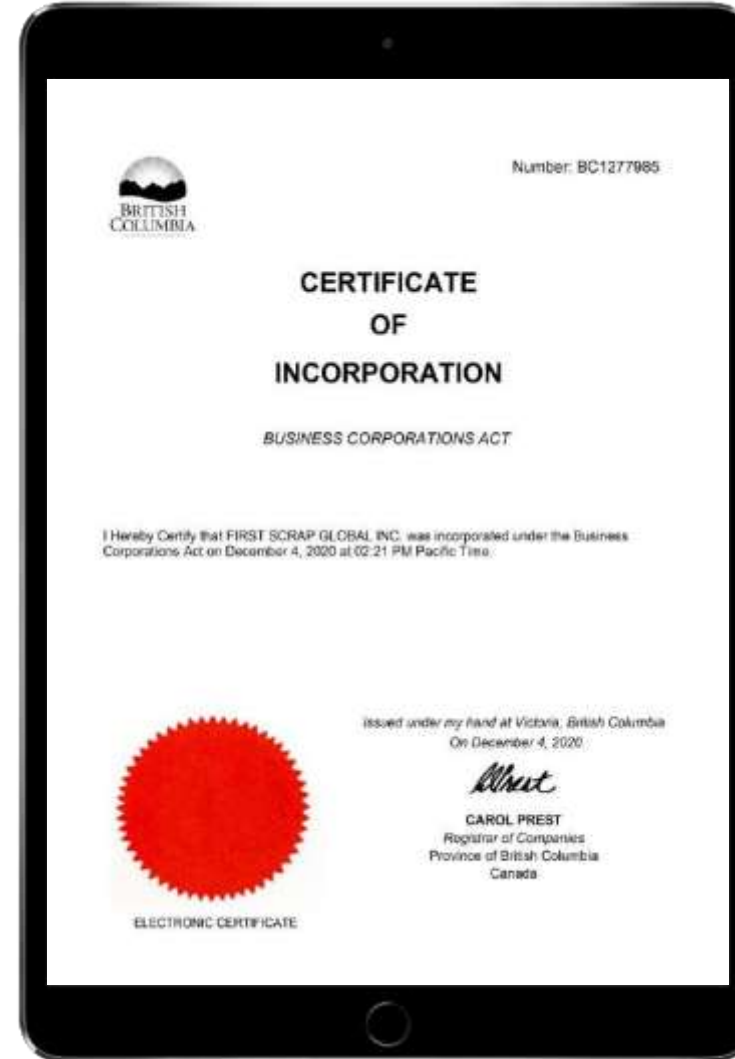 BRITISH
COLUMBIA
Number: BC1277985
CERTIFICATE
OF
INCORPORATION
BUSINESS CORPORATIONS ACT
I Hereby Certify that FIRST SCRAP GLOBAL INC. was incorporated under the Business
Corporations Act on December 4, 2020 at 02:21 PM Pacific Time.
Issued under my hand at Victoria, British Columbia
On December 4, 2020
CAROL PREST
Registrar of Companies
Province of British Columbia
Canada
ELECTRONIC CERTIFICATE